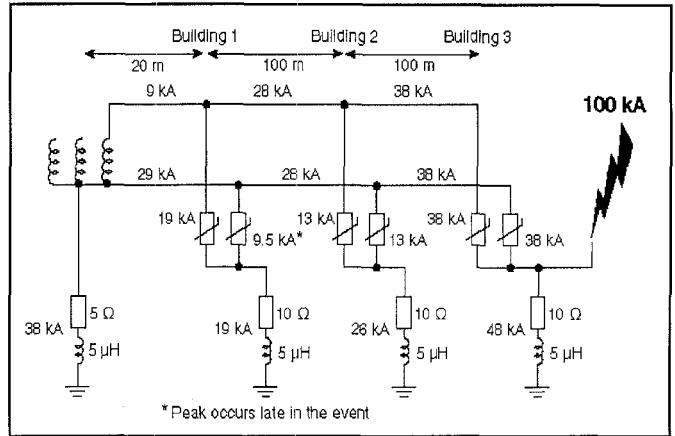 Building 1 Building 2 Building 3
20 m 100 m 100 m
9 kA 28 kA 38 kA
100 kA
29 kA 28 kA 38 kA
19 kA 9.5 kA* 13 kA 13 kA 38 kA 38 kA
38 kA 5 Ω 19 kA 10 Ω 26 kA 10 Ω 48 kA 10 Ω
5 µH 5 µH 5 µH 5 µH
* Peak occurs late in the event